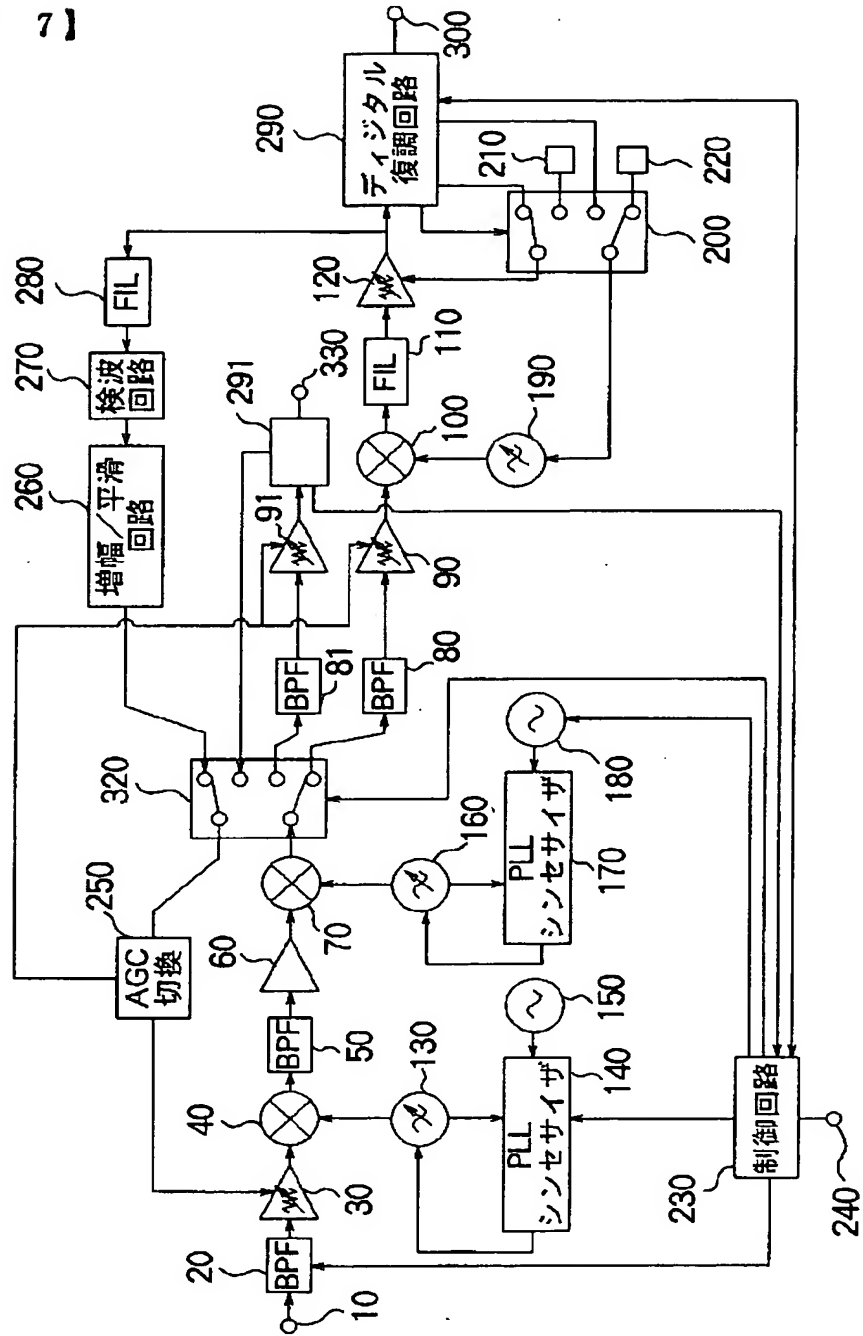 7】
300
ディジタル
復調回路
290
210
220
200
280
FIL
120
270
検波
回路
FIL
110
330
190
260
増幅/平滑
回路
291
100
91
90
BPF
81
BPF
80
320
180
160
PLL
シンセサイザ
170
250
AGC
切換
70
60
150
BPF
50
130
140
40
PLL
シンセサイザ
制御回路
30
230
20
BPF
240
10